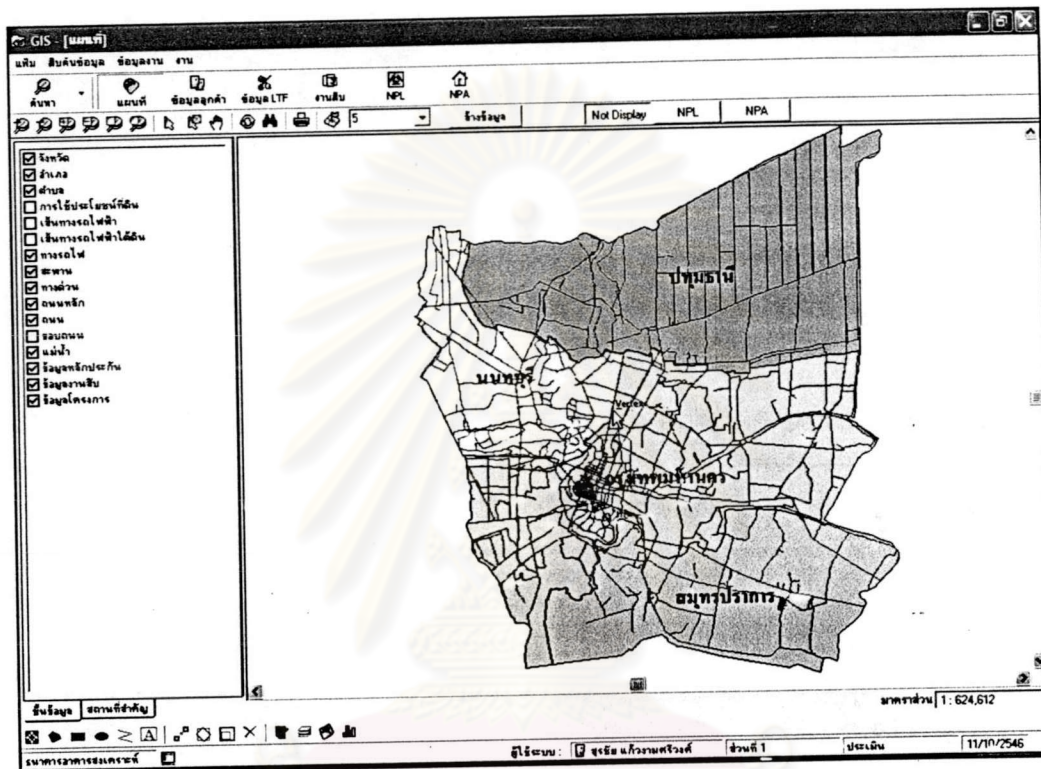 GIS - [แผนที่]
แฟ้ม สืบค้นข้อมูล ข้อมูลงาน งาน
ค้นหา แผนที่ ข้อมูลลูกค้า ข้อมูล LTF งานสืบ NPL NPA
5 ล้างข้อมูล Not Display NPL NPA
จังหวัด
อำเภอ
ตำบล
การใช้ประโยชน์ที่ดิน
เส้นทางรถไฟฟ้า
เส้นทางรถไฟฟ้าใต้ดิน
ทางรถไฟ
สะพาน
ทางด่วน
ถนนหลัก
ถนน
ขอบถนน
แม่น้ำ
ข้อมูลหลักประกัน
ข้อมูลงานสืบ
ข้อมูลโครงการ
ปทุมธานี
นนทบุรี
Vertex
กรุงเทพมหานคร
สมุทรปราการ
มาตราส่วน 1 : 624,612
ชั้นข้อมูล สถานที่สำคัญ
A
ธนาคารอาคารสงเคราะห์ ผู้ใช้ระบบ : สุรชัย แก้วงามศรีวงศ์ ส่วนที่ 1 ประเมิน 11/10/2546